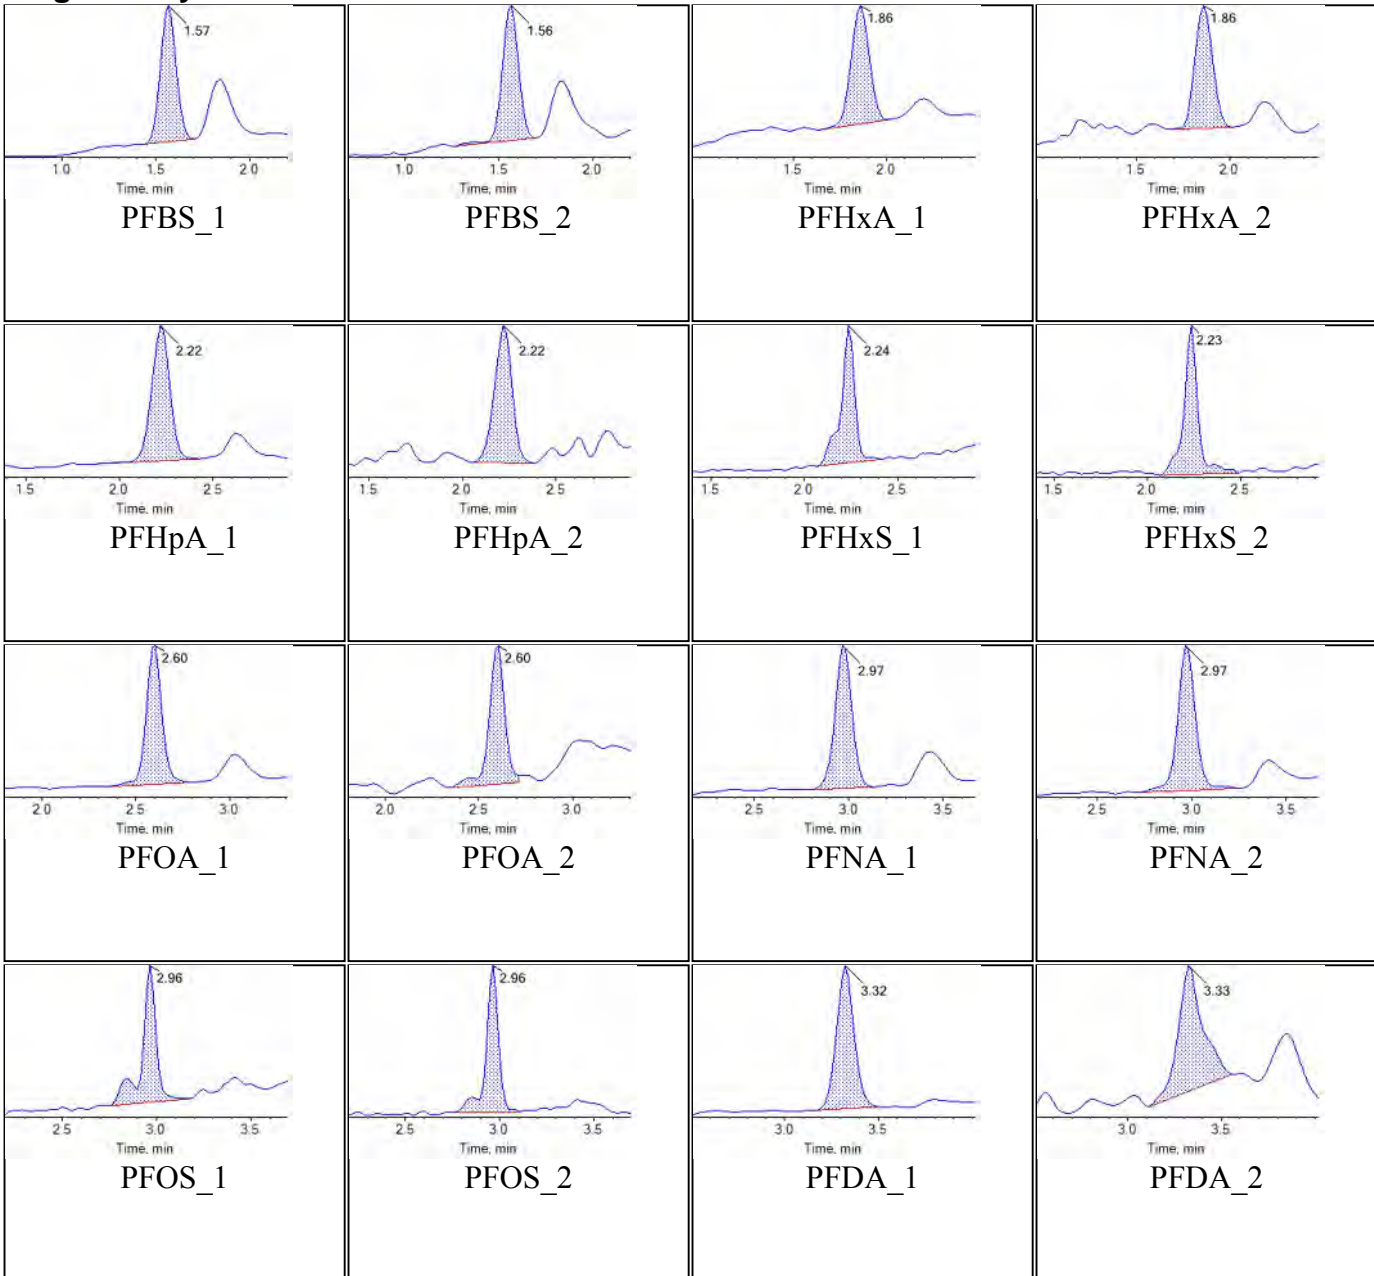 1.57 1.56 1.86 1.86
1.0 1.5 2.0 1.0 1.5 2.0 1.5 2.0 1.5 2.0
Time, min Time, min Time, min Time, min
PFBS_1 PFBS_2 PFHxA_1 PFHxA_2
2.22 2.22 2.24 2.23
1.5 2.0 2.5 1.5 2.0 2.5 1.5 2.0 2.5 1.5 2.0 2.5
Time, min Time, min Time, min Time, min
PFHpA_1 PFHpA_2 PFHxS_1 PFHxS_2
2.60 2.60 2.97 2.97
2.0 2.5 3.0 2.0 2.5 3.0 2.5 3.0 3.5 2.5 3.0 3.5
Time, min Time, min Time, min Time, min
PFOA_1 PFOA_2 PFNA_1 PFNA_2
2.96 2.96 3.32 3.33
2.5 3.0 3.5 2.5 3.0 3.5 3.0 3.5 3.0 3.5
Time, min Time, min Time, min Time, min
PFOS_1 PFOS_2 PFDA_1 PFDA_2